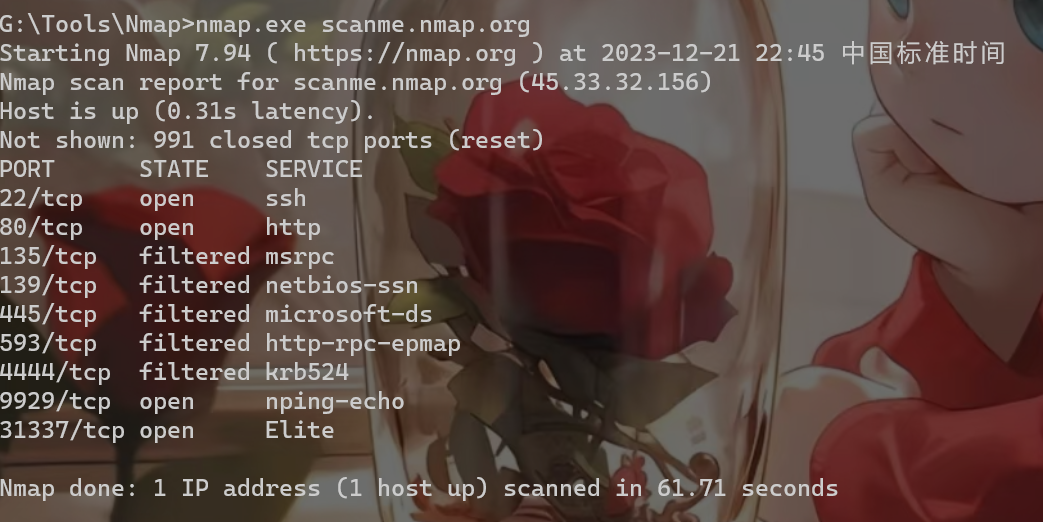 G:\Tools\Nmap>nmap.exe scanme.nmap.org
Starting Nmap 7.94 ( https://nmap.org ) at 2023-12-21 22:45 中国标准时间
Nmap scan report for scanme.nmap.org (45.33.32.156)
Host is up (0.31s latency).
Not shown: 991 closed tcp ports (reset)
PORT      STATE    SERVICE
22/tcp    open     ssh
80/tcp    open     http
135/tcp   filtered msrpc
139/tcp   filtered netbios-ssn
445/tcp   filtered microsoft-ds
593/tcp   filtered http-rpc-epmap
4444/tcp  filtered krb524
9929/tcp  open     nping-echo
31337/tcp open     Elite
Nmap done: 1 IP address (1 host up) scanned in 61.71 seconds